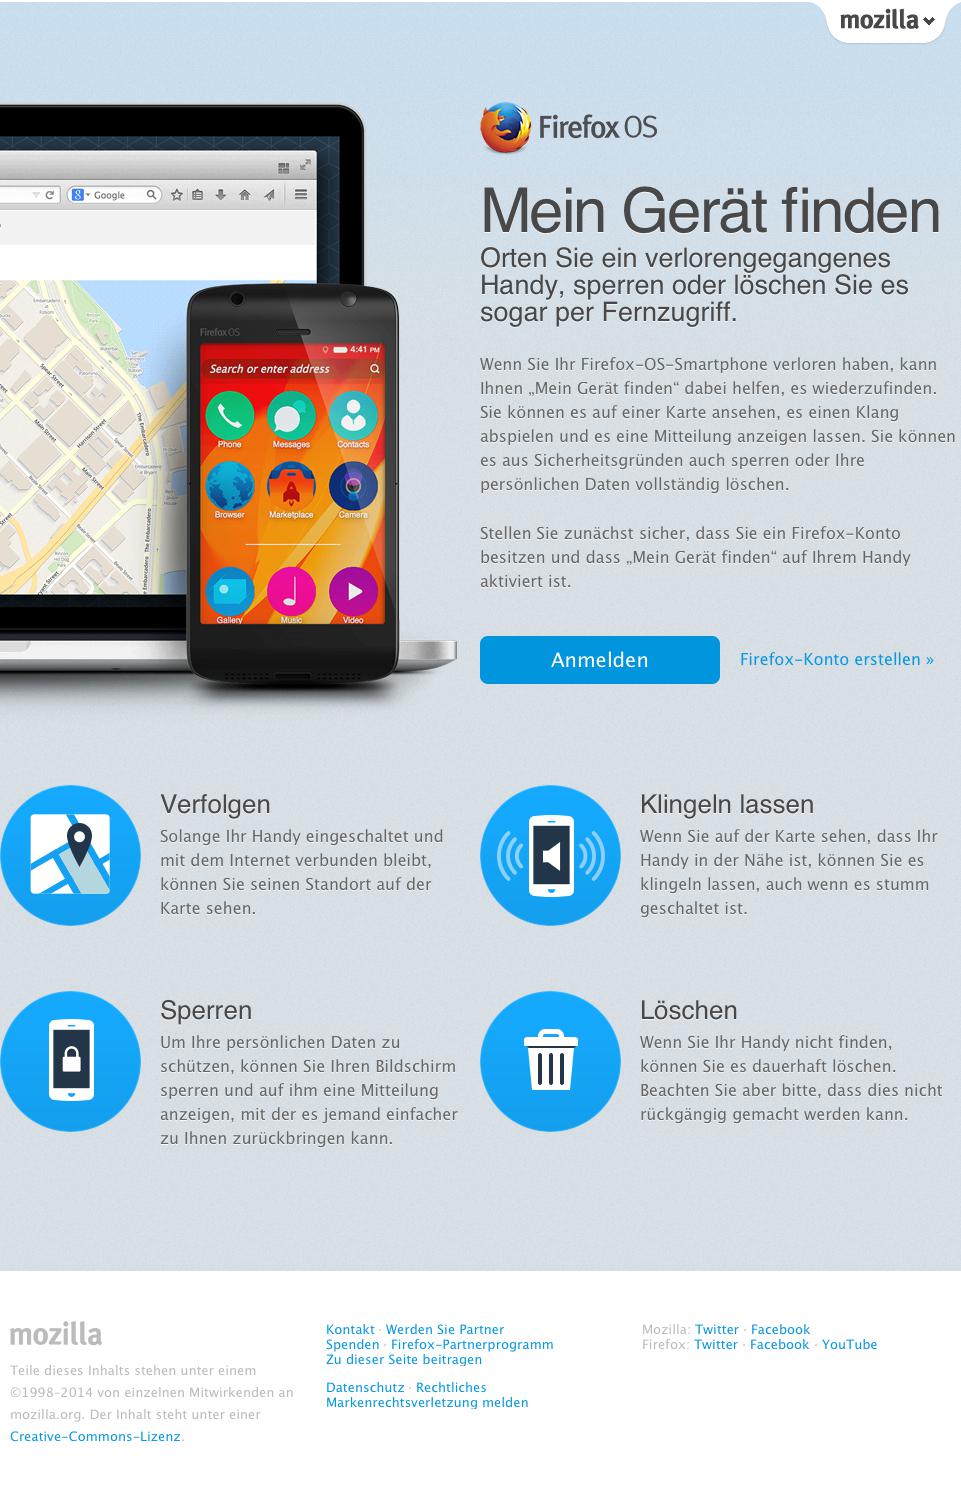 mozilla
Firefox OS
Mein Gerät finden
Orten Sie ein verlorengegangenes
Handy, sperren oder löschen Sie es
sogar per Fernzugriff.
Wenn Sie Ihr Firefox-OS-Smartphone verloren haben, kann
Ihnen „Mein Gerät finden“ dabei helfen, es wiederzufinden.
Sie können es auf einer Karte ansehen, es einen Klang
abspielen und es eine Mitteilung anzeigen lassen. Sie können
es aus Sicherheitsgründen auch sperren oder Ihre
persönlichen Daten vollständig löschen.
Stellen Sie zunächst sicher, dass Sie ein Firefox-Konto
besitzen und dass „Mein Gerät finden“ auf Ihrem Handy
aktiviert ist.
Anmelden
Firefox-Konto erstellen »
Google
Embarcadero
at Folsom
Spear Street
Main Street
Harrison Street
The Embarcadero
Beale Street
Firefox OS
4:41 PM
Search or enter address
Phone Messages Contacts
Browser Marketplace Camera
Gallery Music Video
Verfolgen
Solange Ihr Handy eingeschaltet und
mit dem Internet verbunden bleibt,
können Sie seinen Standort auf der
Karte sehen.
Klingeln lassen
Wenn Sie auf der Karte sehen, dass Ihr
Handy in der Nähe ist, können Sie es
klingeln lassen, auch wenn es stumm
geschaltet ist.
Sperren
Um Ihre persönlichen Daten zu
schützen, können Sie Ihren Bildschirm
sperren und auf ihm eine Mitteilung
anzeigen, mit der es jemand einfacher
zu Ihnen zurückbringen kann.
Löschen
Wenn Sie Ihr Handy nicht finden,
können Sie es dauerhaft löschen.
Beachten Sie aber bitte, dass dies nicht
rückgängig gemacht werden kann.
mozilla
Teile dieses Inhalts stehen unter einem
©1998–2014 von einzelnen Mitwirkenden an
mozilla.org. Der Inhalt steht unter einer
Creative-Commons-Lizenz.
Kontakt · Werden Sie Partner
Spenden · Firefox-Partnerprogramm
Zu dieser Seite beitragen
Datenschutz · Rechtliches
Markenrechtsverletzung melden
Mozilla: Twitter · Facebook
Firefox: Twitter · Facebook · YouTube